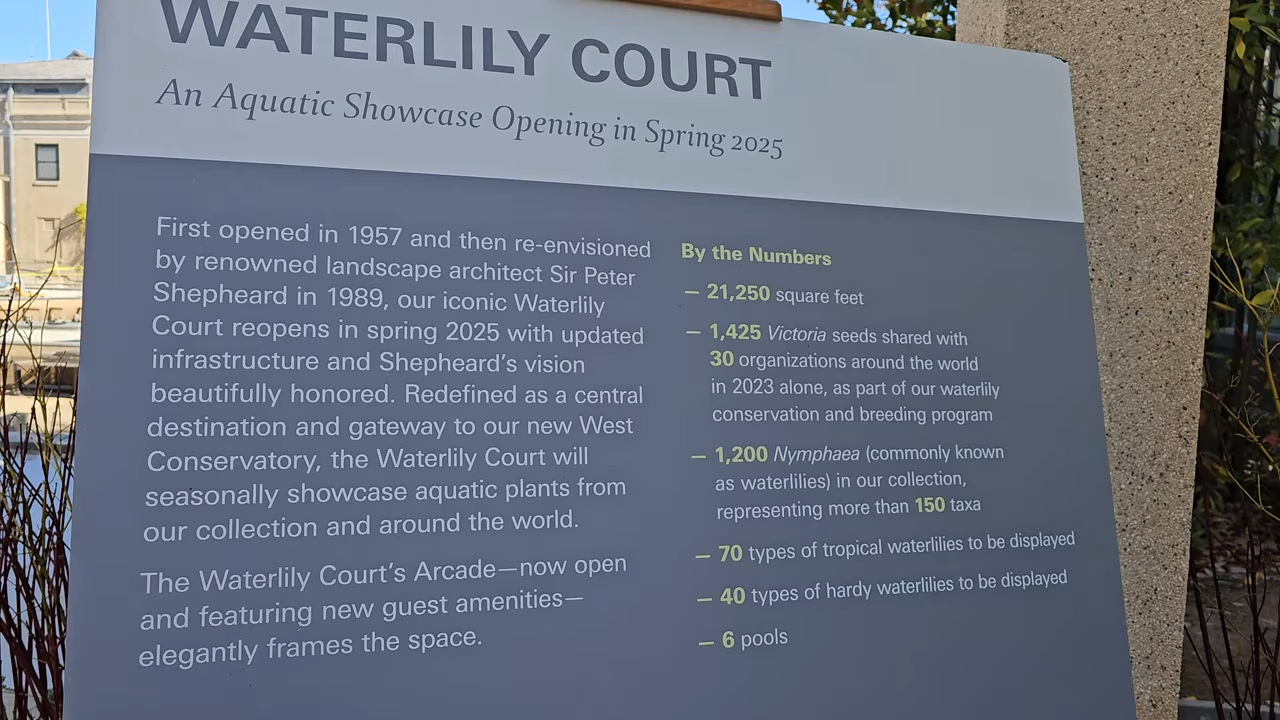 WATERLILY COURT
An Aquatic Showcase Opening in Spring 2025
First opened in 1957 and then re-envisioned
by renowned landscape architect Sir Peter
Shepheard in 1989, our iconic Waterlily
Court reopens in spring 2025 with updated
infrastructure and Shepheard's vision
beautifully honored. Redefined as a central
destination and gateway to our new West
Conservatory, the Waterlily Court will
seasonally showcase aquatic plants from
our collection and around the world.
The Waterlily Court's Arcade—now open
and featuring new guest amenities—
elegantly frames the space.
By the Numbers
– 21,250 square feet
– 1,425 Victoria seeds shared with
30 organizations around the world
in 2023 alone, as part of our waterlily
conservation and breeding program
– 1,200 Nymphaea (commonly known
as waterlilies) in our collection,
representing more than 150 taxa
– 70 types of tropical waterlilies to be displayed
– 40 types of hardy waterlilies to be displayed
– 6 pools